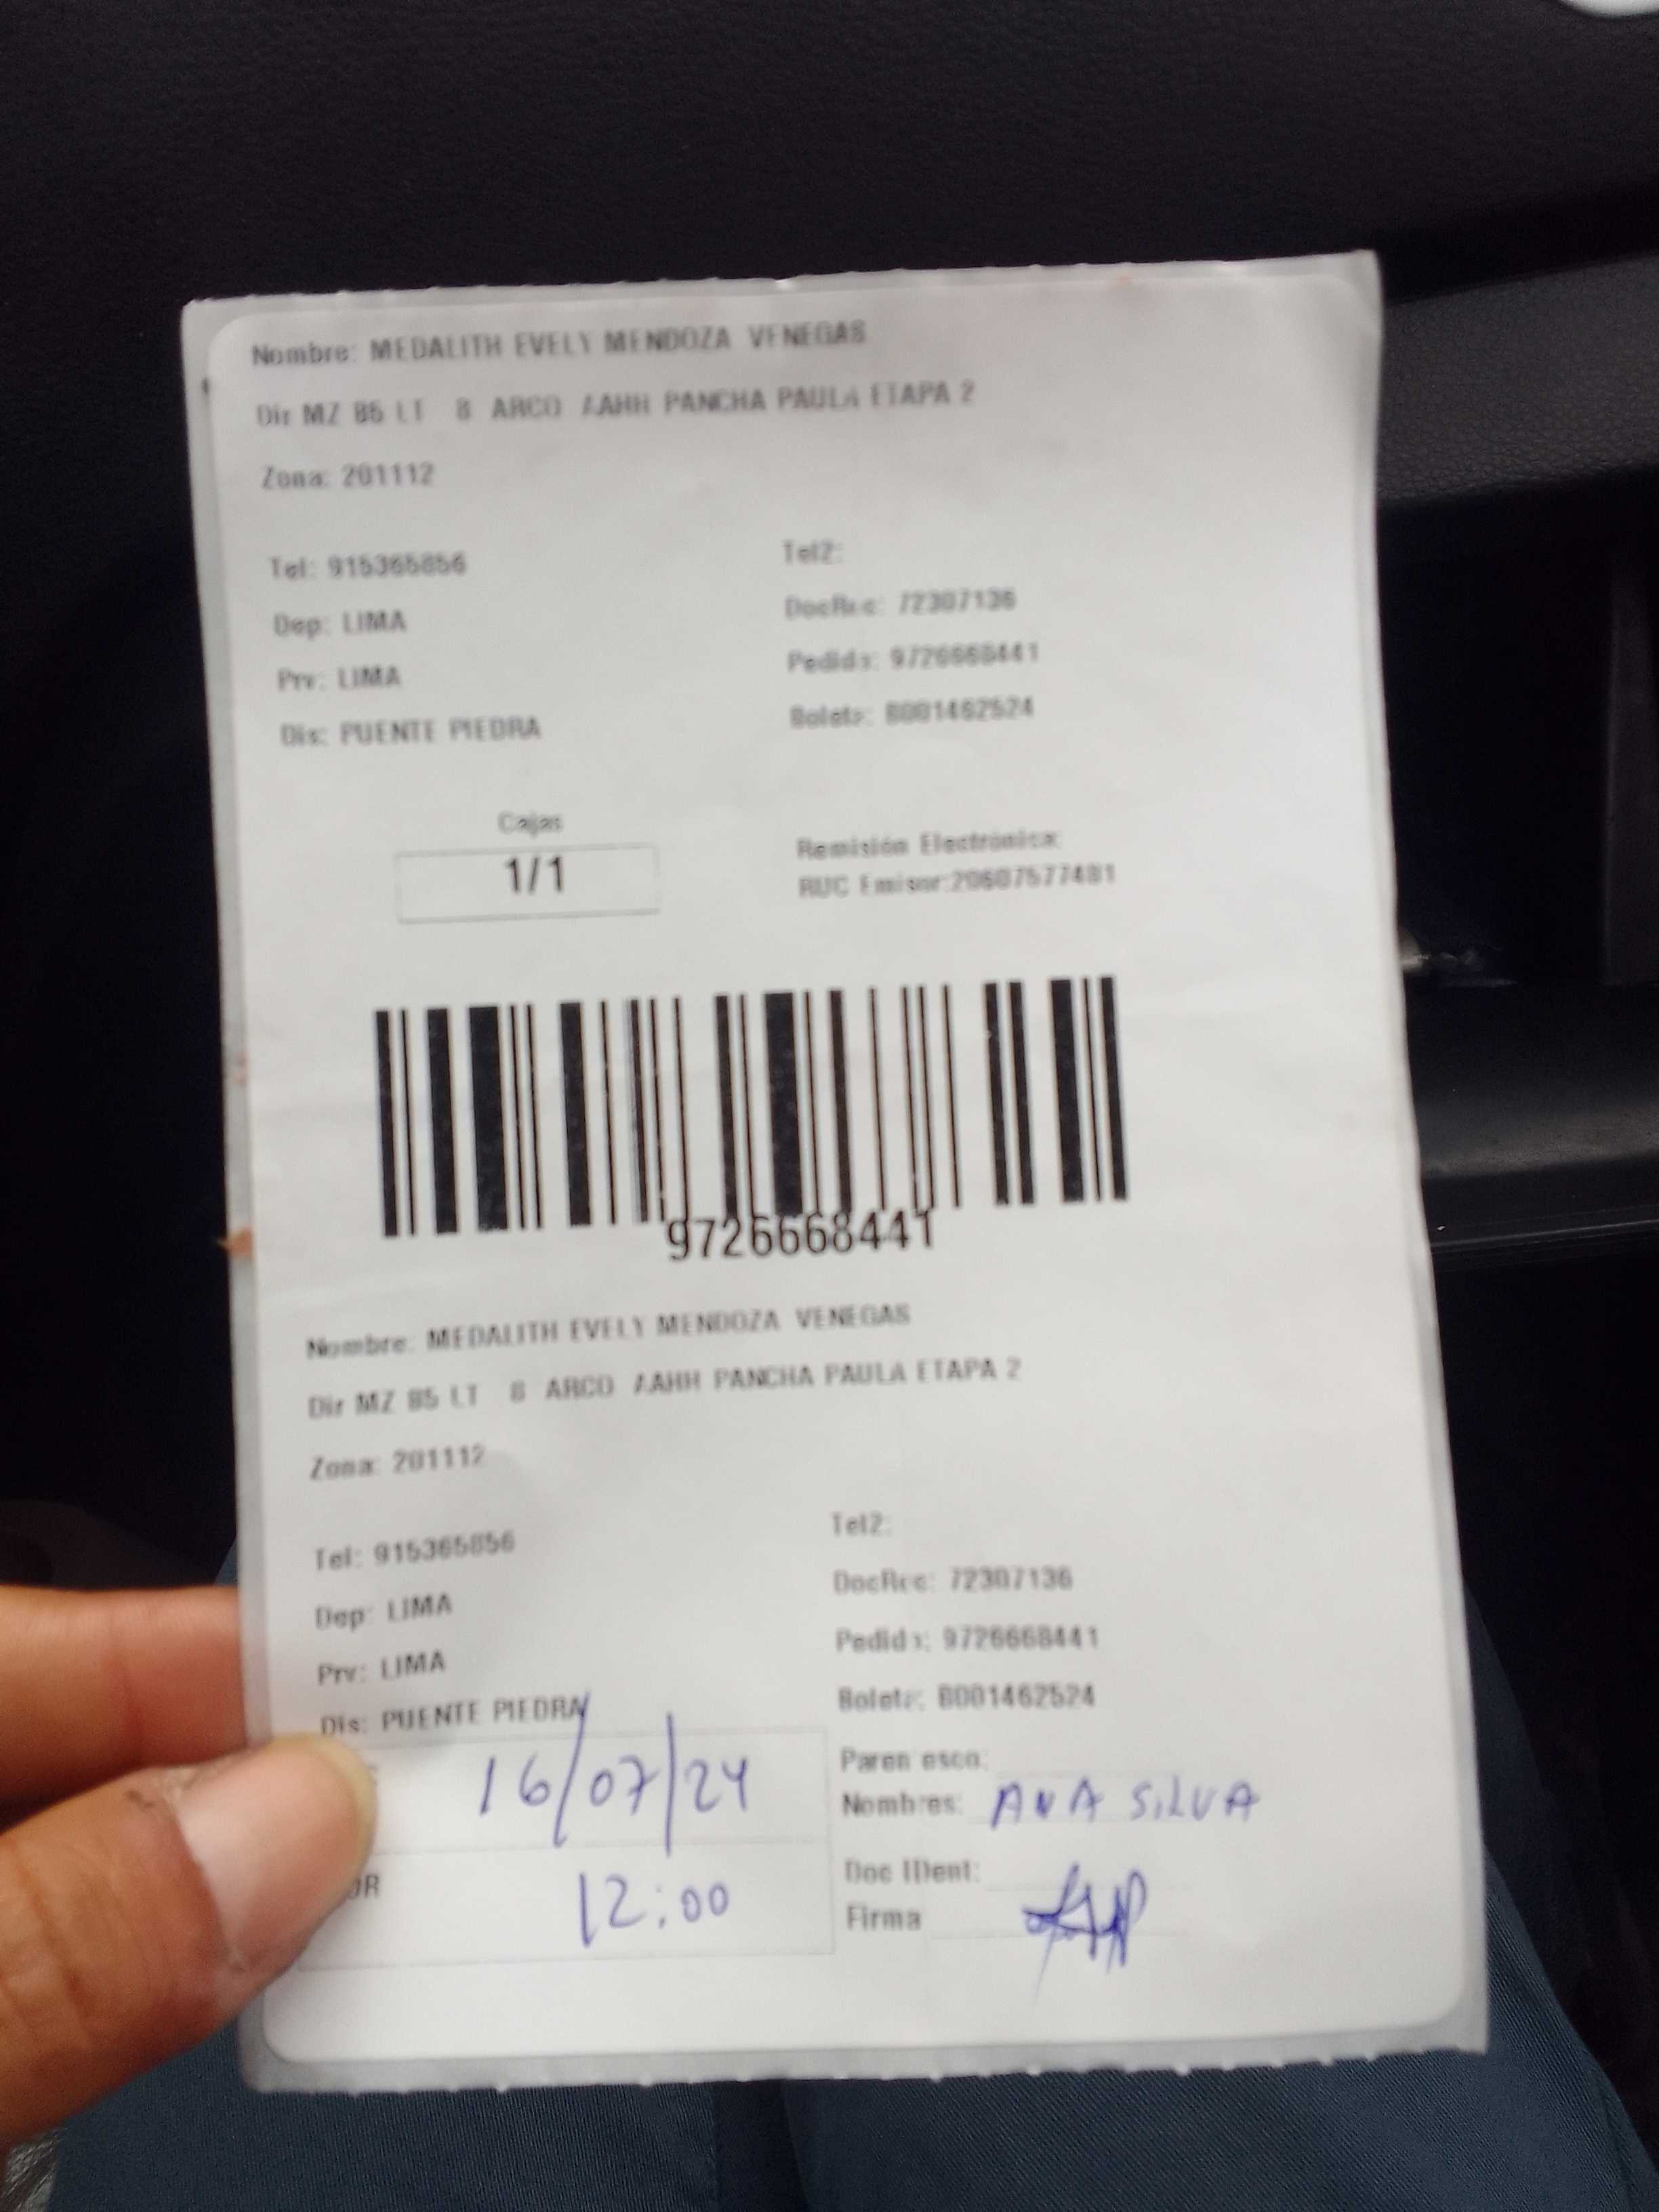 Nombre: MEDALITH EVELY MENDOZA VENEGAS
Dir MZ B5 LT 8 ARCO AAHH PANCHA PAULA ETAPA 2
Zona: 201112
Tel: 915365856
Tel2:
Dep: LIMA
DocRec: 72307136
Prv: LIMA
Pedido: 9726668441
Dis: PUENTE PIEDRA
Boleta: B001462524
Cajas
1/1
Remisión Electrónica:
RUC Emisor:20607577481
9726668441
Nombre: MEDALITH EVELY MENDOZA VENEGAS
Dir MZ B5 LT 8 ARCO AAHH PANCHA PAULA ETAPA 2
Zona: 201112
Tel: 915365856
Tel2:
Dep: LIMA
DocRec: 72307136
Prv: LIMA
Pedido: 9726668441
Dis: PUENTE PIEDRA
Boleta: B001462524
16/07/24
Parentesco:
Nombres: ANA SILVA
12:00
Doc IDent:
Firma